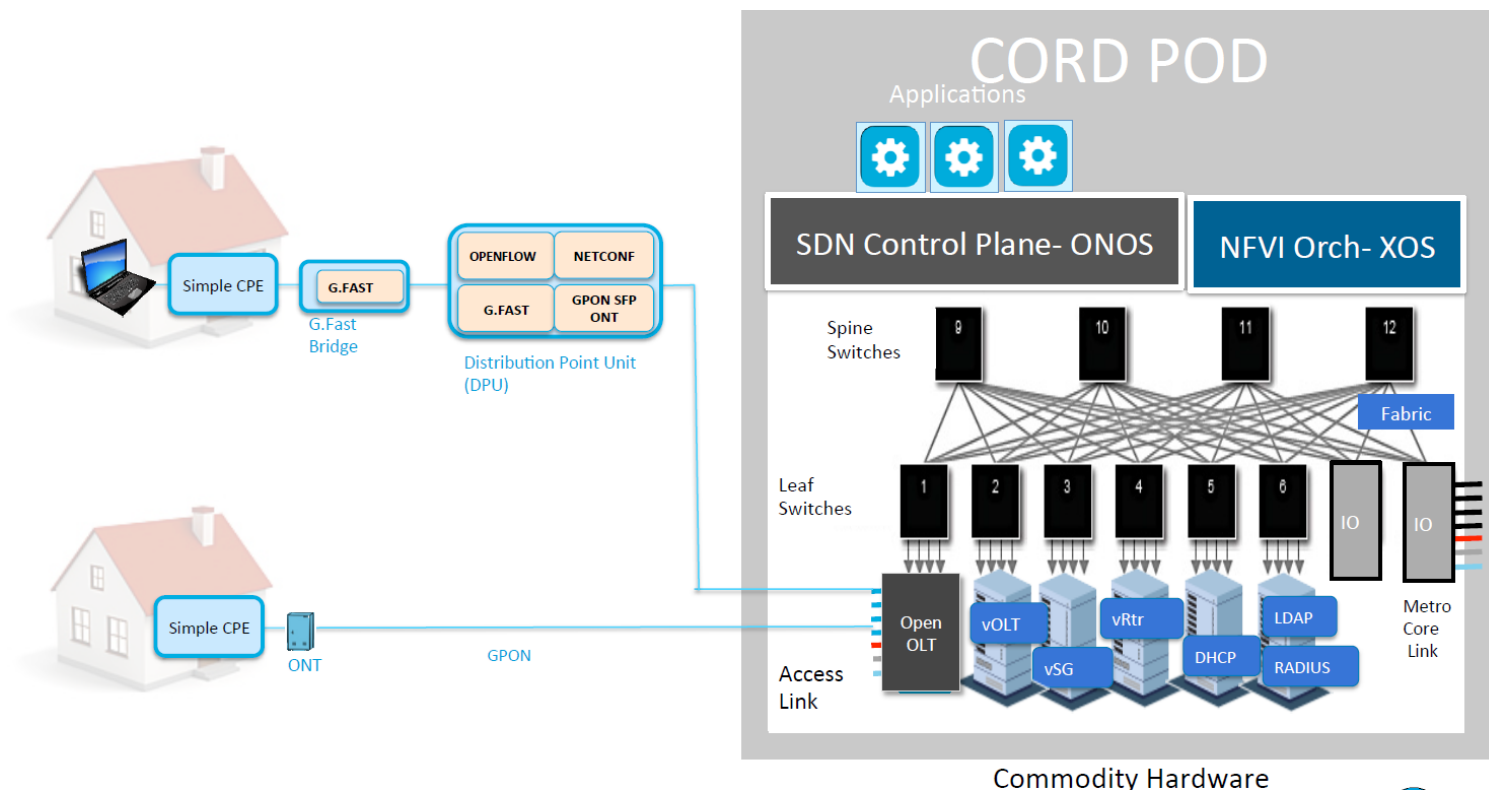 CORD POD
Applications
SDN Control Plane- ONOS
NFVI Orch- XOS
Simple CPE
G.FAST
G.Fast
Bridge
OPENFLOW
NETCONF
G.FAST
GPON SFP
ONT
Distribution Point Unit
(DPU)
Spine
Switches
9
10
11
12
Fabric
Leaf
Switches
1
2
3
4
5
6
IO
IO
Simple CPE
ONT
GPON
Access
Link
Open
OLT
vOLT
vSG
vRtr
DHCP
LDAP
RADIUS
Metro
Core
Link
Commodity Hardware